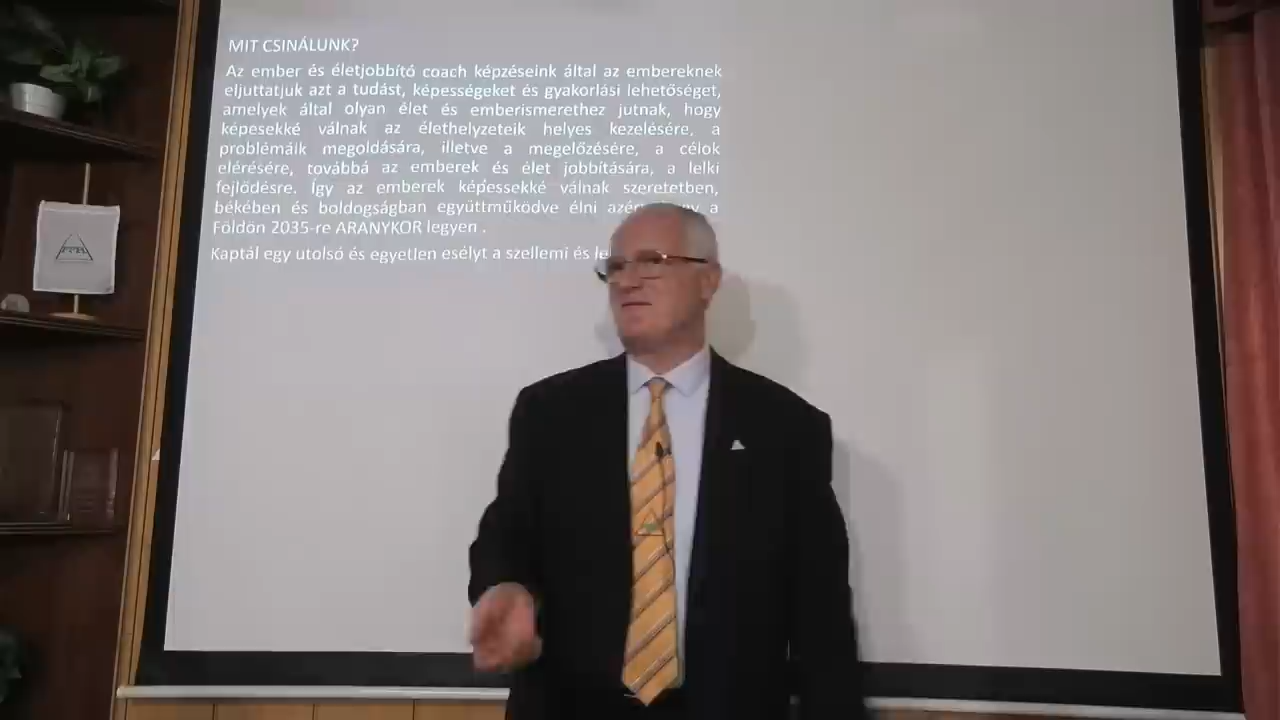 MIT CSINÁLUNK?
Az ember és életjobbító coach képzéseink által az embereknek
eljuttatjuk azt a tudást, képességeket és gyakorlási lehetőséget,
amelyek által olyan élet és emberismerethez jutnak, hogy
képesekké válnak az élethelyzeteik helyes kezelésére, a
problémáik megoldására, illetve a megelőzésére, a célok
elérésére, továbbá az emberek és élet jobbítására, a lelki
fejlődésre. Így az emberek képessekké válnak szeretetben,
békében és boldogságban együttműködve élni a
Földön 2035-re ARANYKOR legyen .
Kaptál egy utolsó és egyetlen esélyt a szellemi és